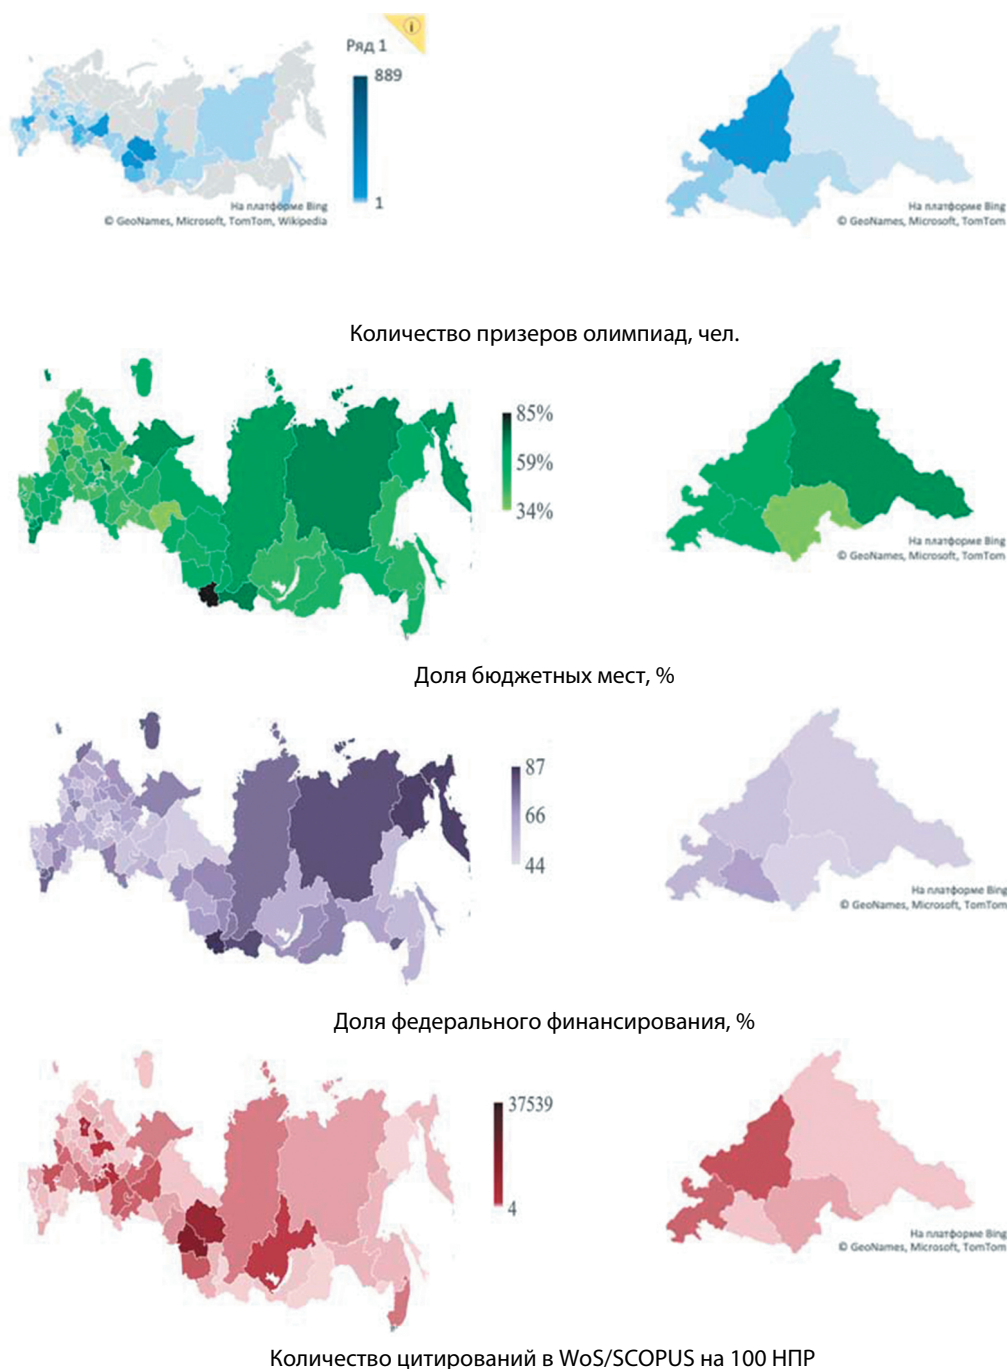 Ряд 1
889
1
На платформе Bing
© GeoNames, Microsoft, TomTom, Wikipedia
На платформе Bing
© GeoNames, Microsoft, TomTom
Количество призеров олимпиад, чел.
85%
59%
34%
На платформе Bing
© GeoNames, Microsoft, TomTom
Доля бюджетных мест, %
87
66
44
На платформе Bing
© GeoNames, Microsoft, TomTom
Доля федерального финансирования, %
37539
4
На платформе Bing
© GeoNames, Microsoft, TomTom
Количество цитирований в WoS/SCOPUS на 100 НПР